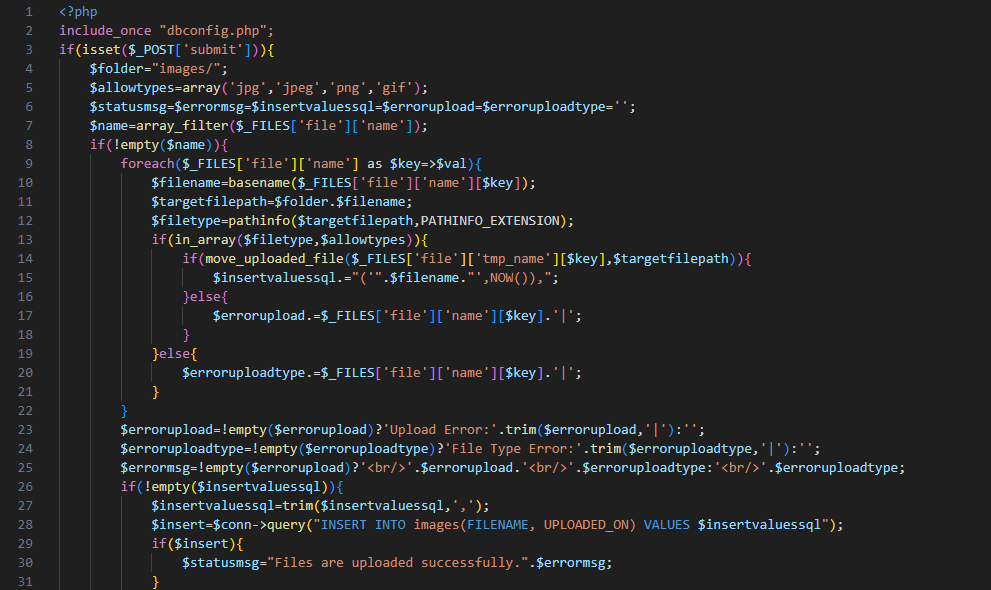 1 <?php
2 include_once "dbconfig.php";
3 if(isset($_POST['submit'])){
4 $folder="images/";
5 $allowtypes=array('jpg','jpeg','png','gif');
6 $statusmsg=$errormsg=$insertvaluessql=$errorupload=$erroruploadtype='';
7 $name=array_filter($_FILES['file']['name']);
8 if(!empty($name)){
9 foreach($_FILES['file']['name'] as $key=>$val){
10 $filename=basename($_FILES['file']['name'][$key]);
11 $targetfilepath=$folder.$filename;
12 $filetype=pathinfo($targetfilepath,PATHINFO_EXTENSION);
13 if(in_array($filetype,$allowtypes)){
14 if(move_uploaded_file($_FILES['file']['tmp_name'][$key],$targetfilepath)){
15 $insertvaluessql.="('".$filename."',NOW()),";
16 }else{
17 $errorupload.=$_FILES['file']['name'][$key].'|';
18 }
19 }else{
20 $erroruploadtype.=$_FILES['file']['name'][$key].'|';
21 }
22 }
23 $errorupload=!empty($errorupload)?'Upload Error:'.trim($errorupload,'|'):'';
24 $erroruploadtype=!empty($erroruploadtype)?'File Type Error:'.trim($erroruploadtype,'|'):'';
25 $errormsg=!empty($errorupload)?'<br/>'.$errorupload.'<br/>'.$erroruploadtype:'<br/>'.$erroruploadtype;
26 if(!empty($insertvaluessql)){
27 $insertvaluessql=trim($insertvaluessql,',');
28 $insert=$conn->query("INSERT INTO images(FILENAME, UPLOADED_ON) VALUES $insertvaluessql");
29 if($insert){
30 $statusmsg="Files are uploaded successfully.".$errormsg;
31 }